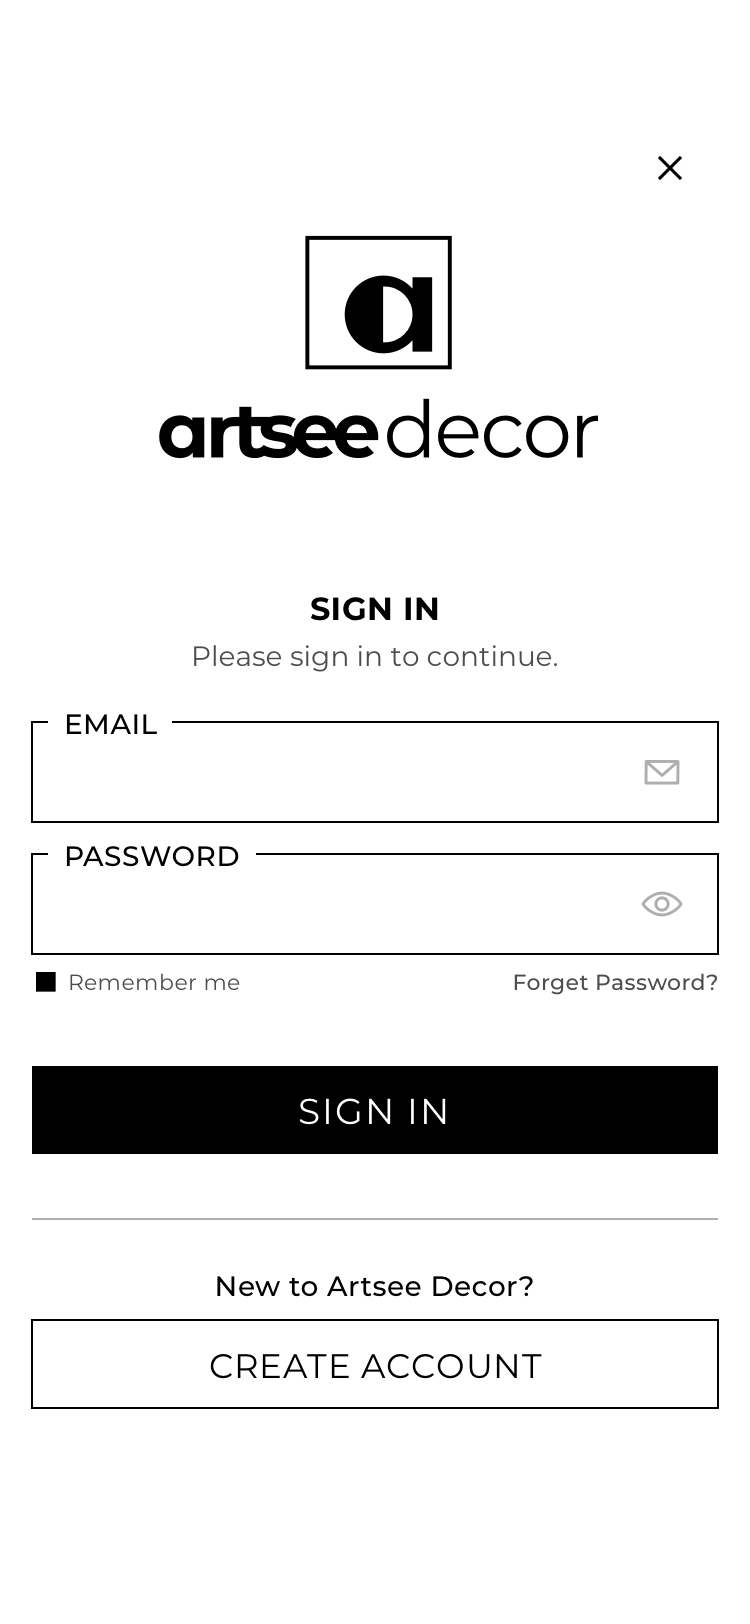 a
artsee decor
SIGN IN
Please sign in to continue.
EMAIL
PASSWORD
Remember me
Forget Password?
SIGN IN
New to Artsee Decor?
CREATE ACCOUNT